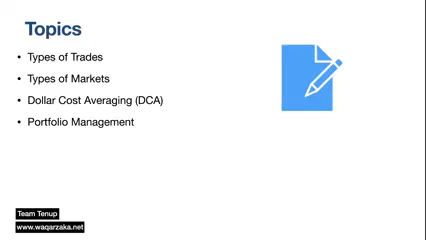 Topics
• Types of Trades
• Types of Markets
• Dollar Cost Averaging (DCA)
• Portfolio Management
Team Tenup
www.waqarzaka.net